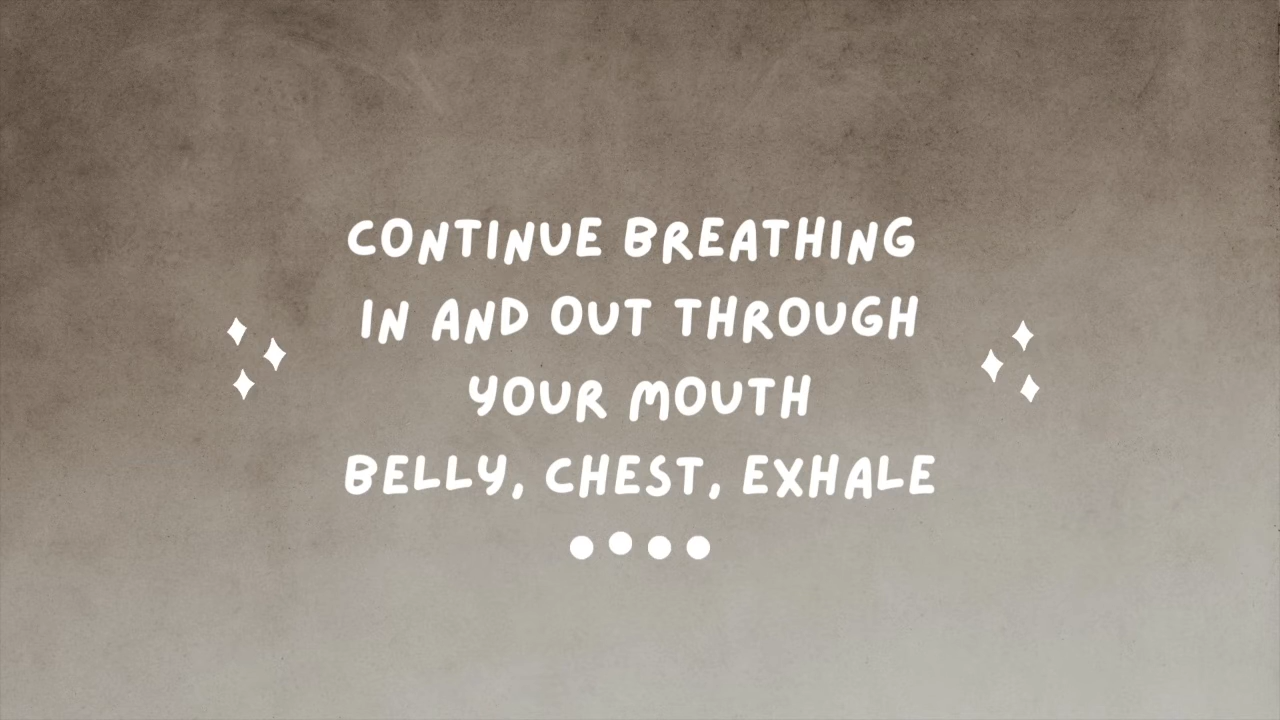 CONTINUE BREATHING
IN AND OUT THROUGH
YOUR MOUTH
BELLY, CHEST, EXHALE